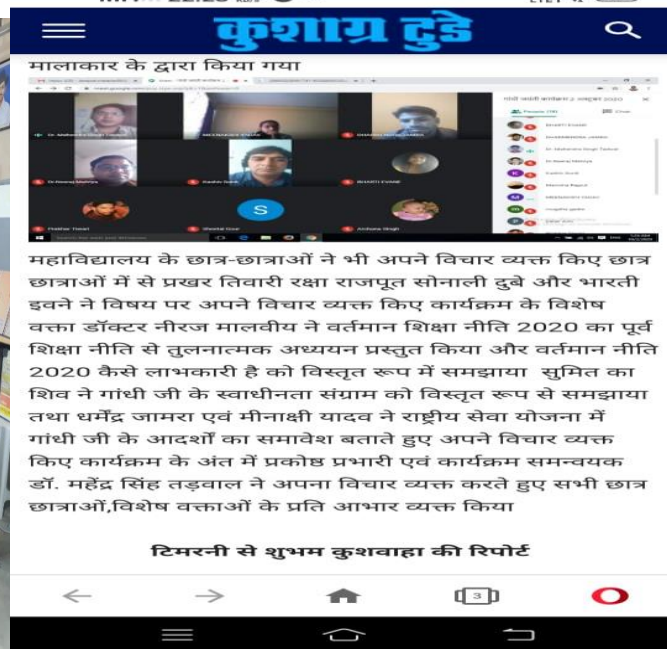 कुशाग्र टुडे
मालाकार के द्वारा किया गया
S
महाविद्यालय के छात्र-छात्राओं ने भी अपने विचार व्यक्त किए छात्र
छात्राओं में से प्रखर तिवारी रक्षा राजपूत सोनाली दुबे और भारती
इवने ने विषय पर अपने विचार व्यक्त किए कार्यक्रम के विशेष
वक्ता डॉक्टर नीरज मालवीय ने वर्तमान शिक्षा नीति 2020 का पूर्व
शिक्षा नीति से तुलनात्मक अध्ययन प्रस्तुत किया और वर्तमान नीति
2020 कैसे लाभकारी है को विस्तृत रूप में समझाया सुमित का
शिव ने गांधी जी के स्वाधीनता संग्राम को विस्तृत रूप से समझाया
तथा धर्मेंद्र जामरा एवं मीनाक्षी यादव ने राष्ट्रीय सेवा योजना में
गांधी जी के आदर्शों का समावेश बताते हुए अपने विचार व्यक्त
किए कार्यक्रम के अंत में प्रकोष्ठ प्रभारी एवं कार्यक्रम समन्वयक
डॉ. महेंद्र सिंह तड़वाल ने अपना विचार व्यक्त करते हुए सभी छात्र
छात्राओं,विशेष वक्ताओं के प्रति आभार व्यक्त किया
टिमरनी से शुभम कुशवाहा की रिपोर्ट
3